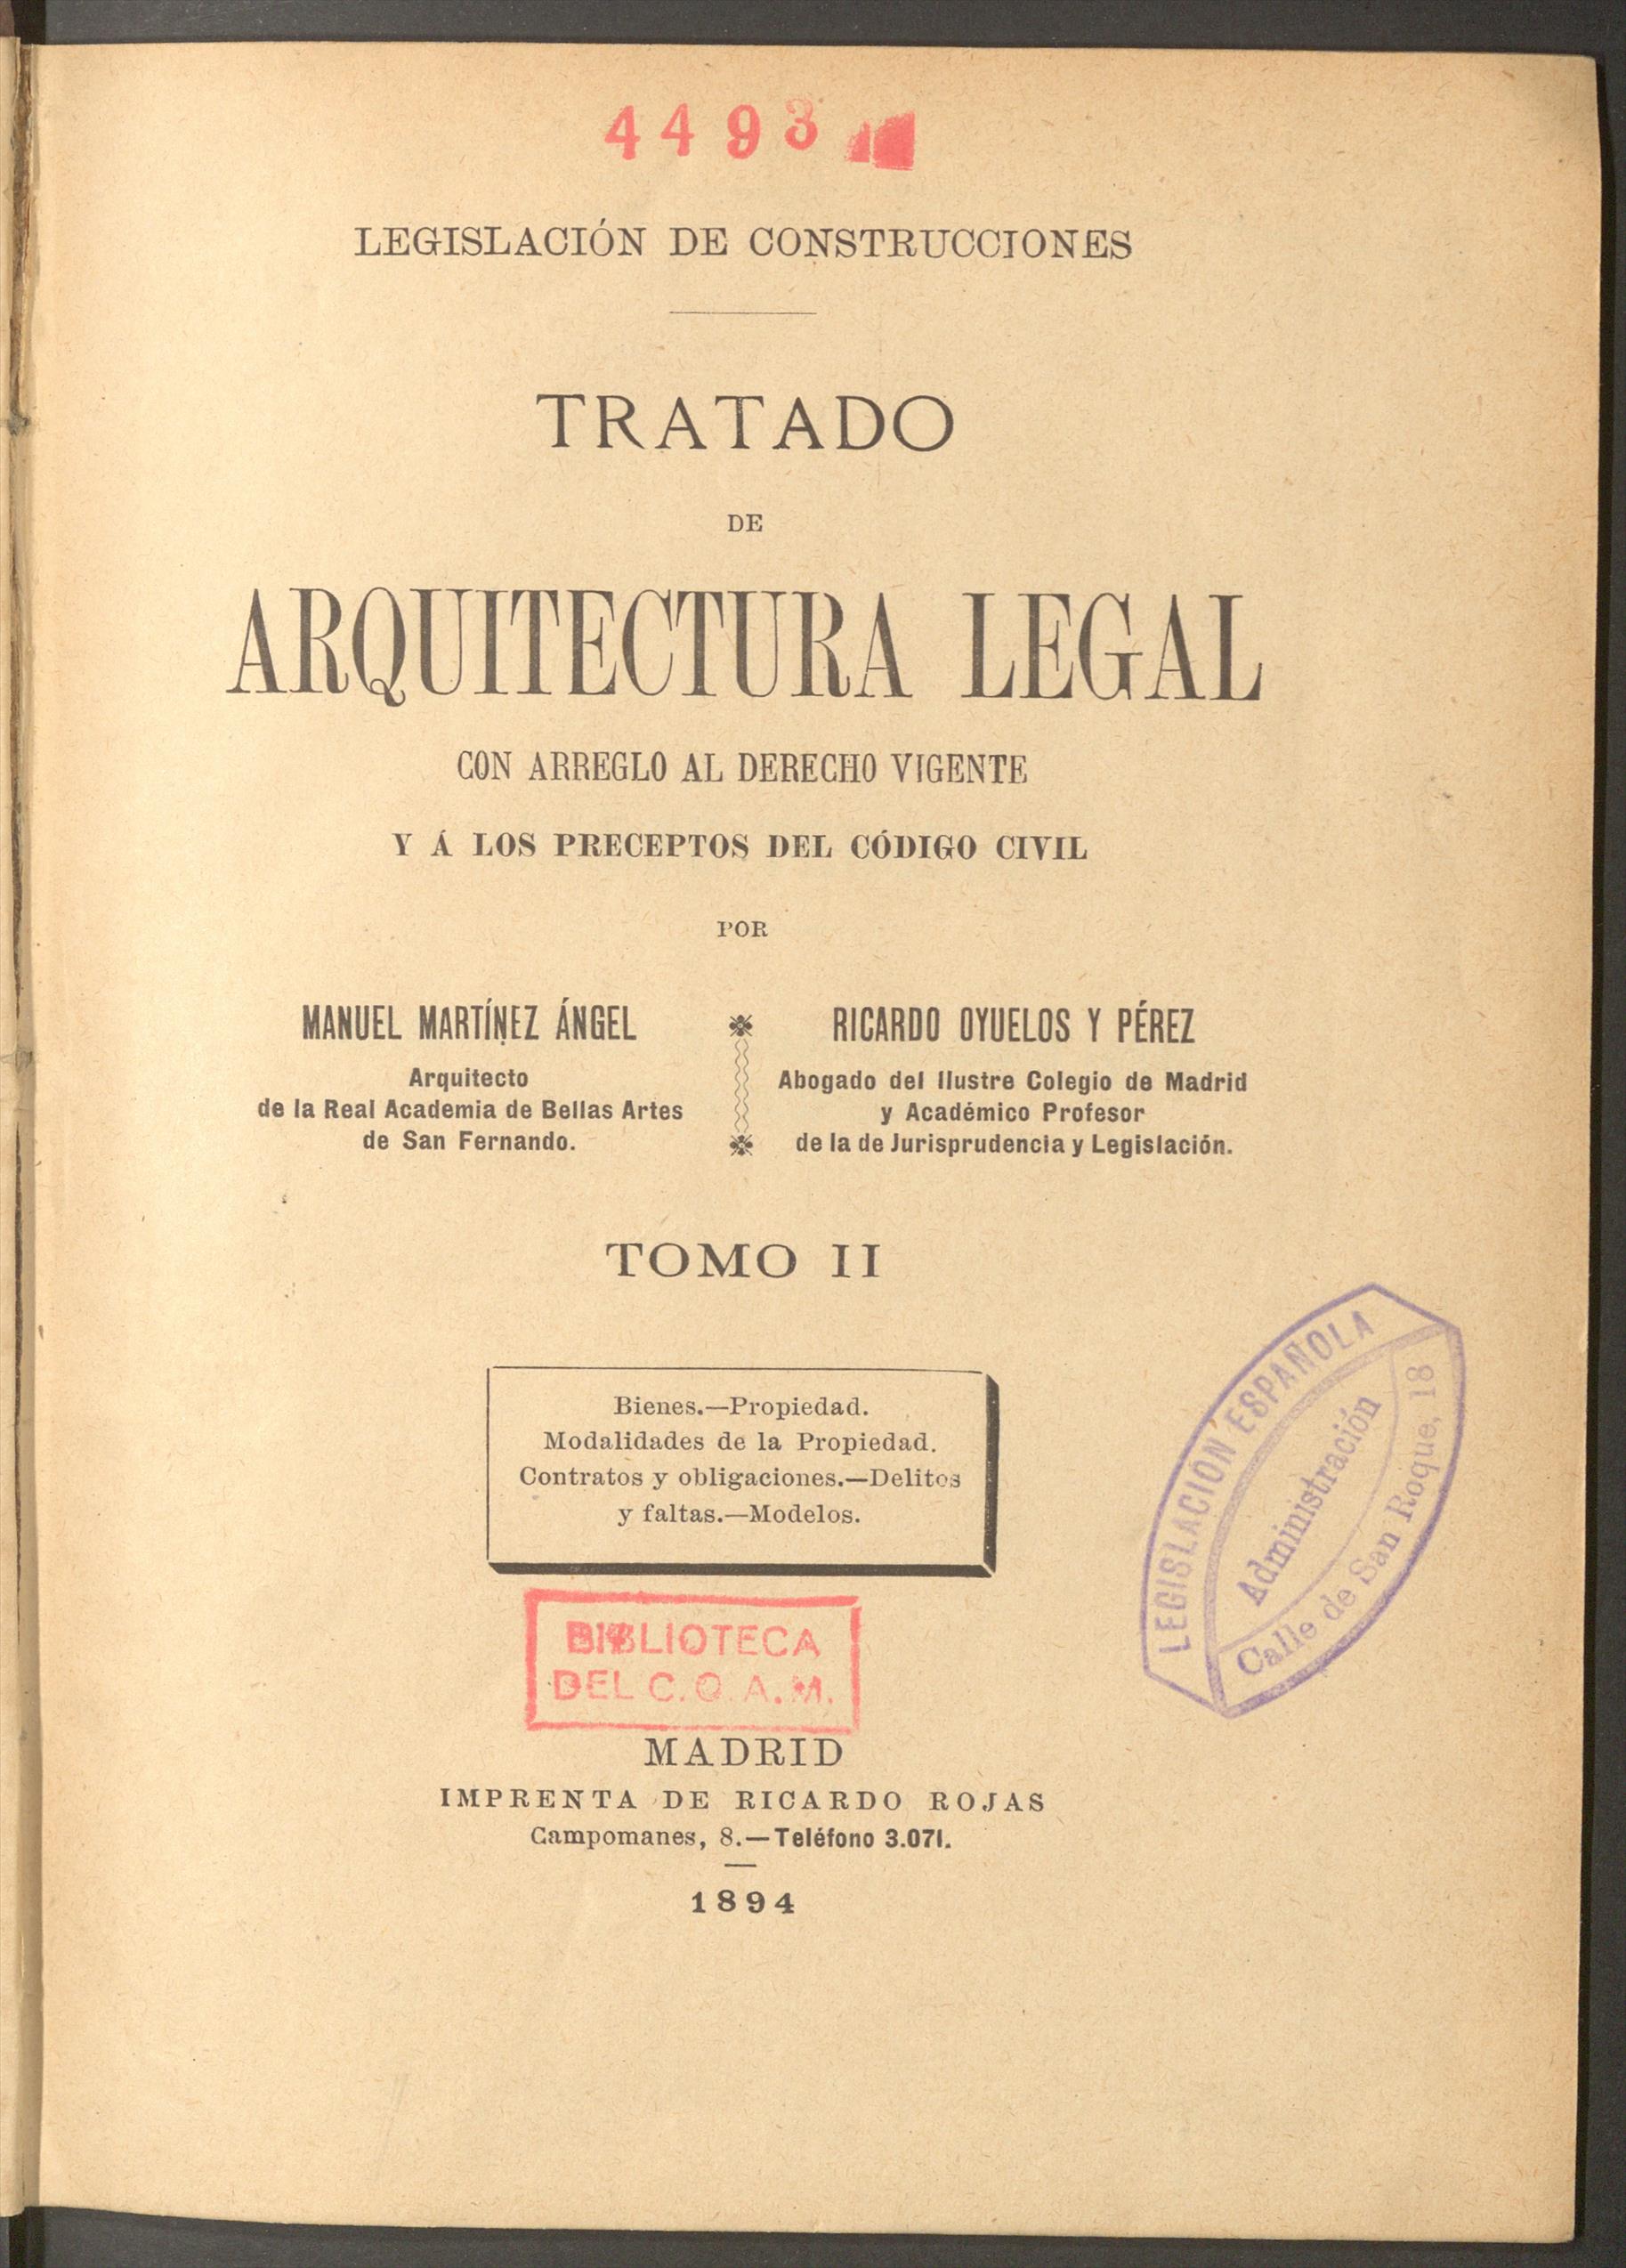 4493
LEGISLACIÓN DE CONSTRUCCIONES
TRATADO
DE
ARQUITECTURA LEGAL
CON ARREGLO AL DERECHO VIGENTE
Y Á LOS PRECEPTOS DEL CÓDIGO CIVIL
POR
MANUEL MARTÍNEZ ÁNGEL
Arquitecto
de la Real Academia de Bellas Artes
de San Fernando.
RICARDO OYUELOS Y PÉREZ
Abogado del Ilustre Colegio de Madrid
y Académico Profesor
de la de Jurisprudencia y Legislación.
TOMO II
Bienes.—Propiedad.
Modalidades de la Propiedad.
Contratos y obligaciones.—Delitos
y faltas.—Modelos.
LEGISLACIÓN ESPAÑOLA
Administración
Calle de San Roque, 18
BIBLIOTECA
DEL C.O.A.M.
MADRID
IMPRENTA DE RICARDO ROJAS
Campomanes, 8.—Teléfono 3.071.
1894